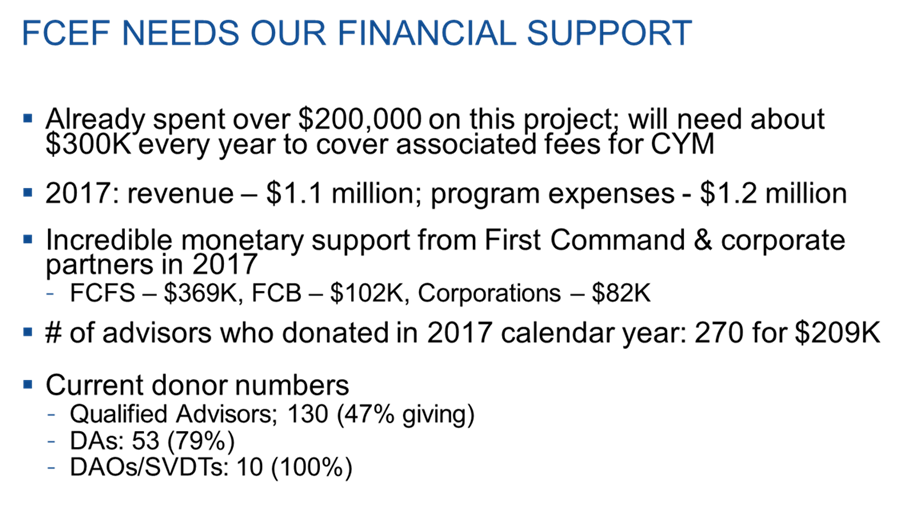 FCEF NEEDS OUR FINANCIAL SUPPORT
▪ Already spent over $200,000 on this project; will need about
$300K every year to cover associated fees for CYM
▪ 2017: revenue – $1.1 million; program expenses - $1.2 million
▪ Incredible monetary support from First Command & corporate
partners in 2017
- FCFS – $369K, FCB – $102K, Corporations – $82K
▪ # of advisors who donated in 2017 calendar year: 270 for $209K
▪ Current donor numbers
- Qualified Advisors; 130 (47% giving)
- DAs: 53 (79%)
- DAOs/SVDTs: 10 (100%)